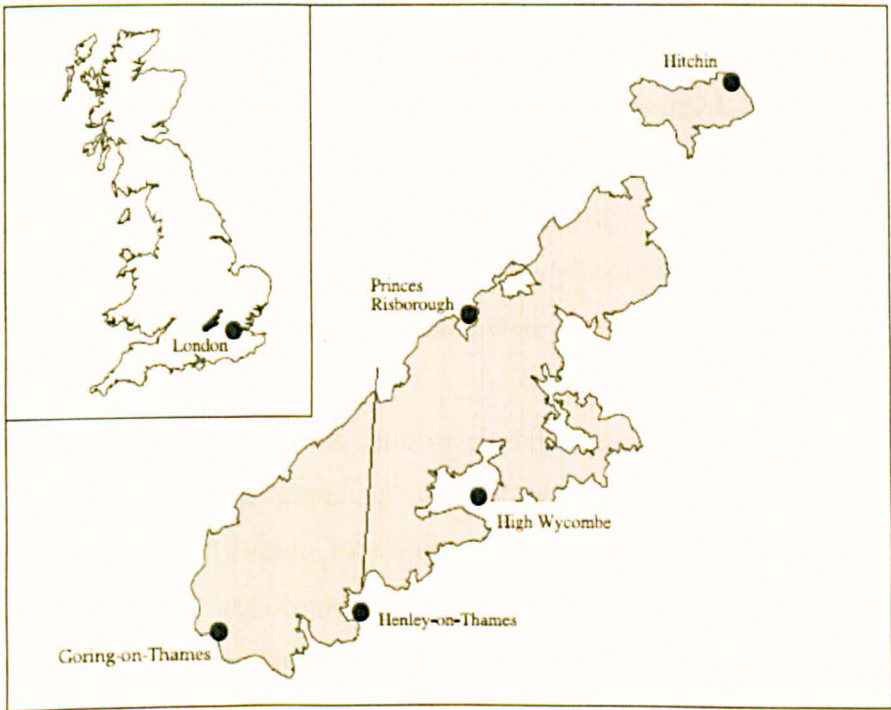 Hitchin
Princes
Risborough
London
High Wycombe
Henley-on-Thames
Goring-on-Thames